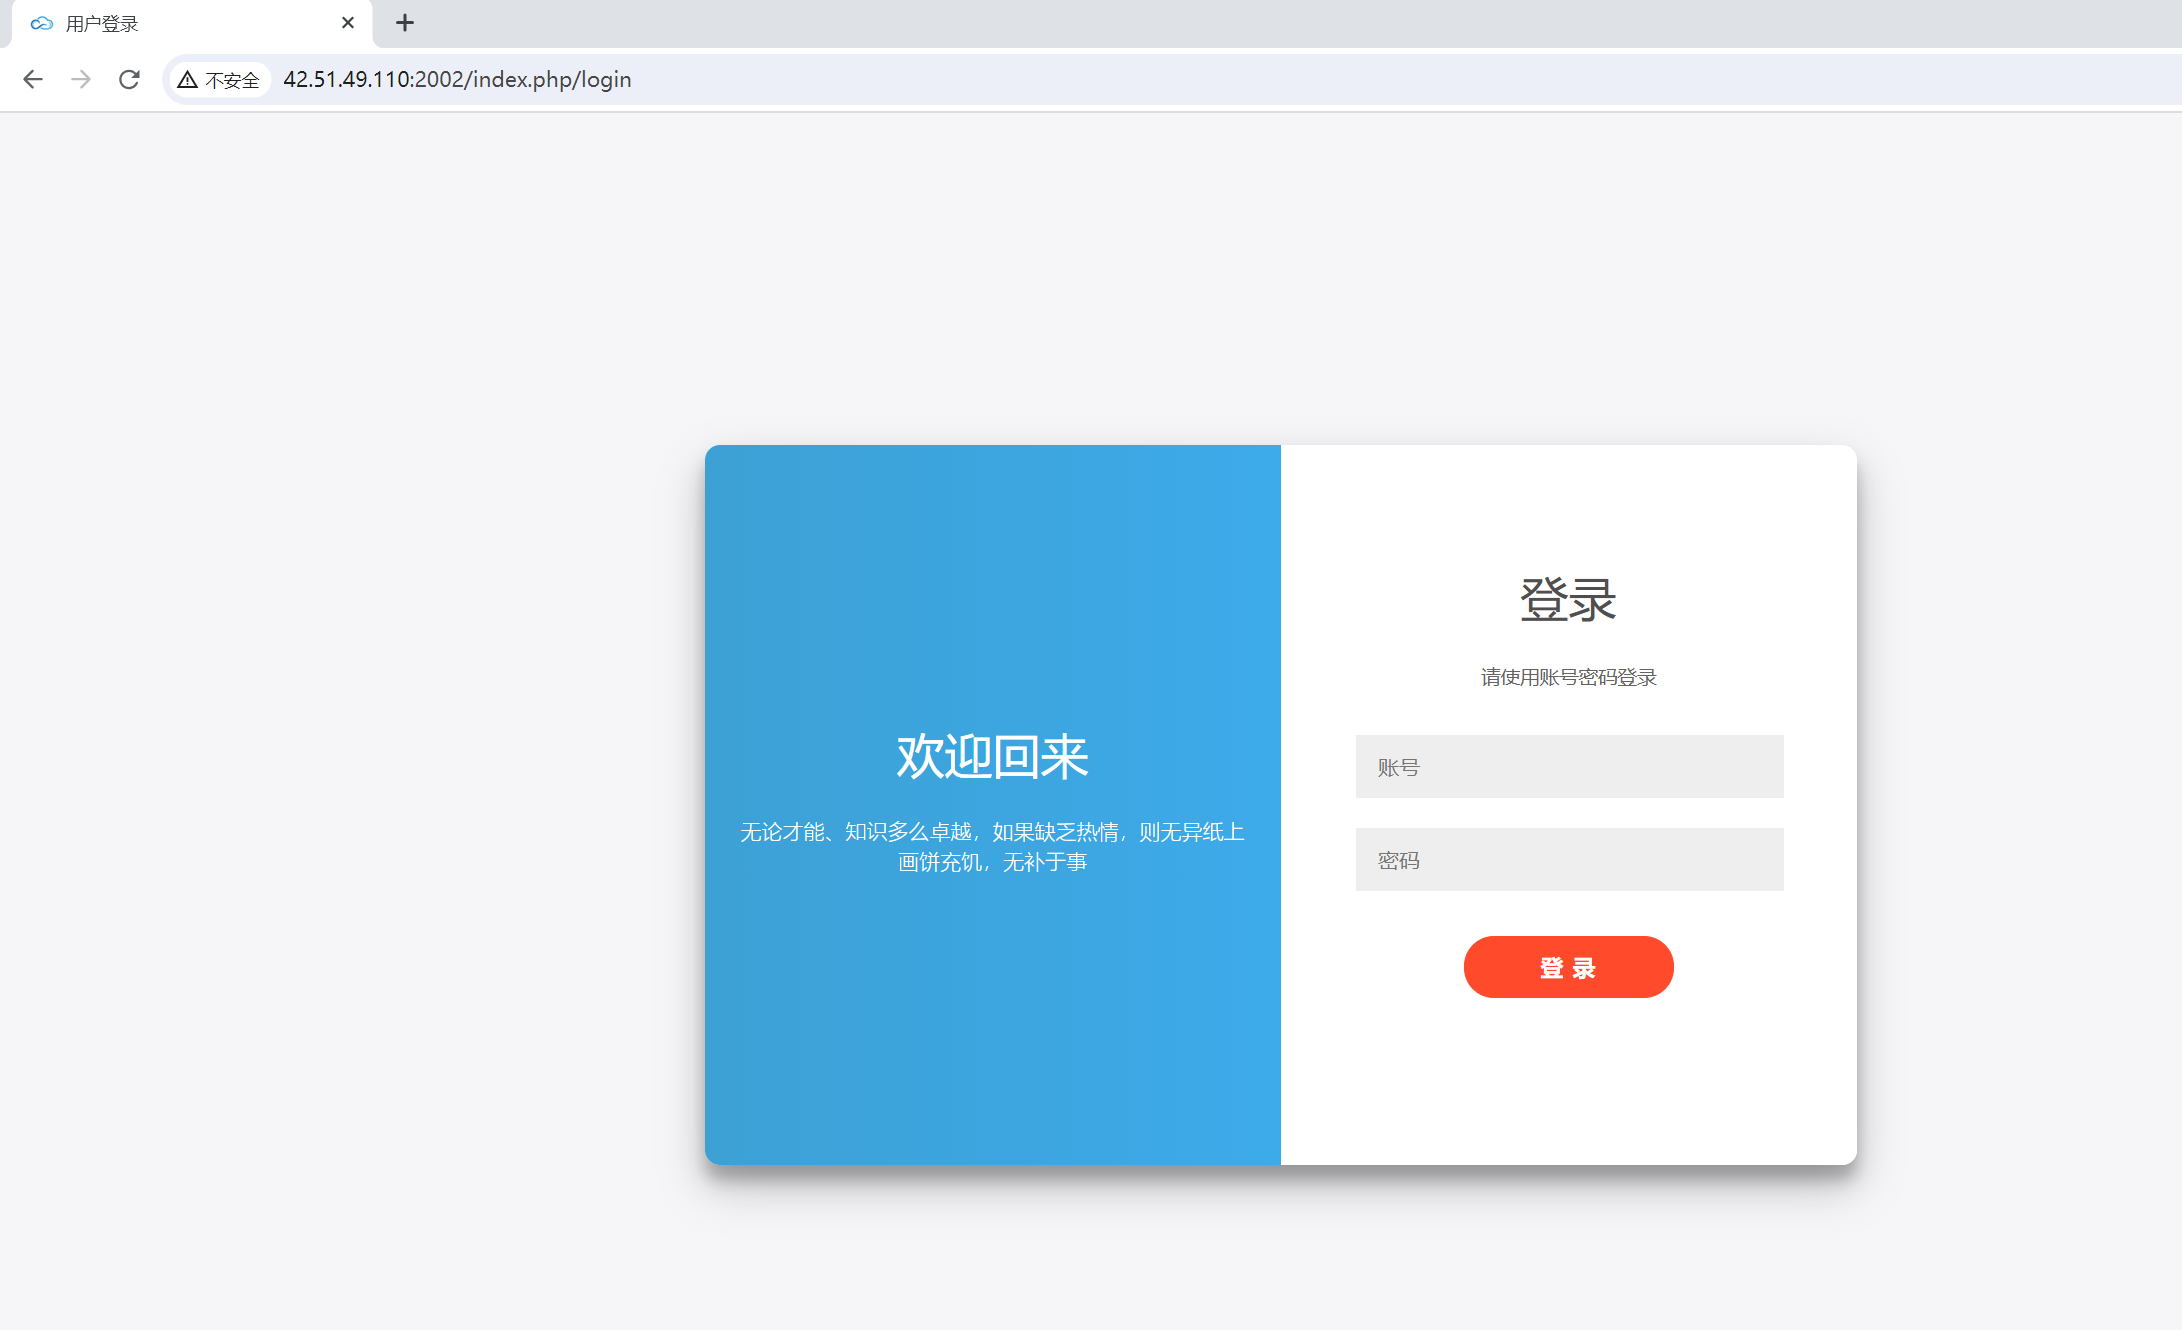 用户登录
不安全
42.51.49.110:2002/index.php/login
欢迎回来
无论才能、知识多么卓越，如果缺乏热情，则无异纸上
画饼充饥，无补于事
登录
请使用账号密码登录
账号
密码
登 录